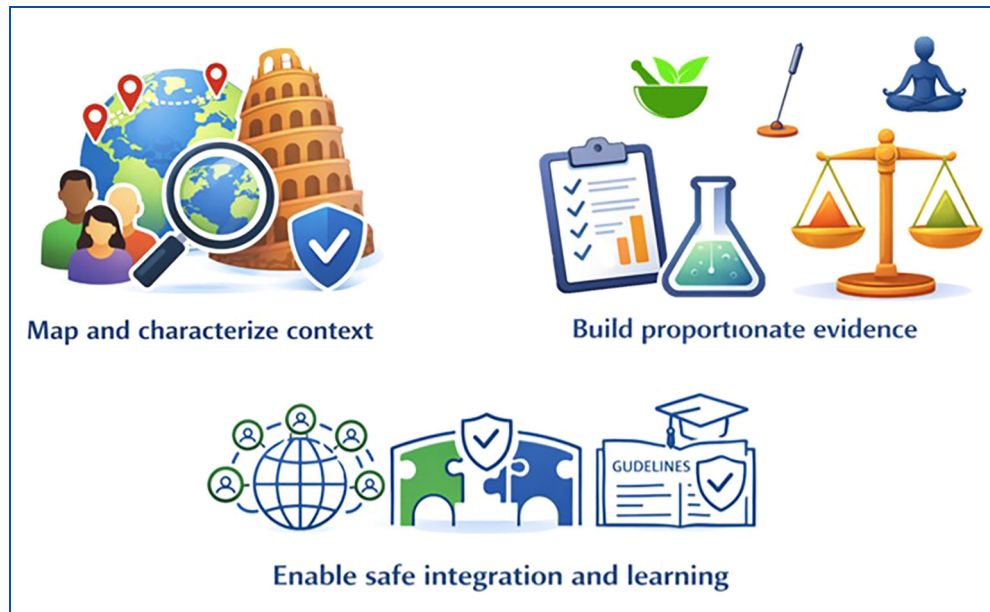 Map and characterize context
Build proportıonate evidence
GUDELINES
Enable safe integration and learning